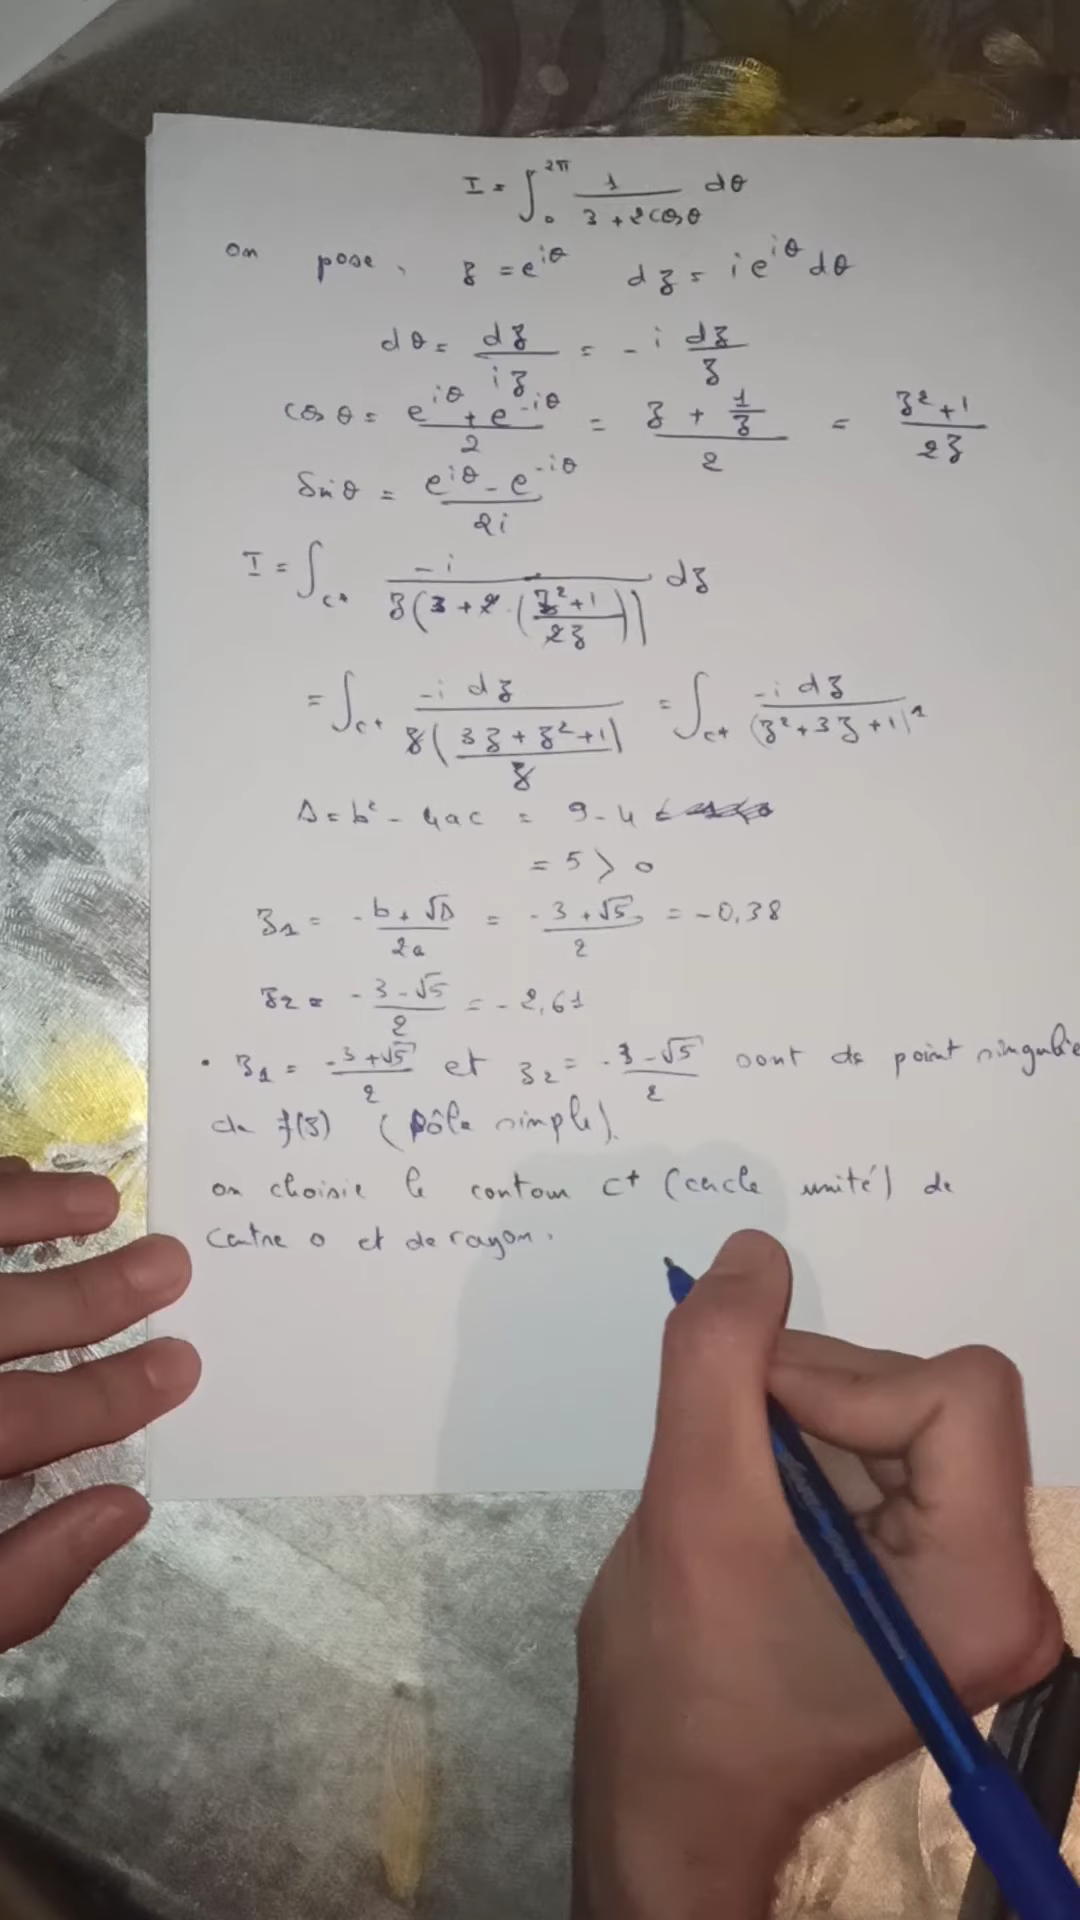 I = ∫₀^{2π} 1/(3 + 2cosθ) dθ
on pose, z = e^{iθ} dz = i e^{iθ} dθ
dθ = dz/(iz) = -i dz/z
cosθ = (e^{iθ} + e^{-iθ})/2 = (z + 1/z)/2 = (z² + 1)/(2z)
Sinθ = (e^{iθ} - e^{-iθ})/(2i)
I = ∫_{C+} -i/(z(3 + 2·((z² + 1)/(2z)))) dz
= ∫_{C+} -i dz/(z((3z + z² + 1)/z)) = ∫_{C+} -i dz/(z² + 3z + 1)¹
Δ = b² - 4ac = 9 - 4
= 5 > 0
z₁ = (-b + √Δ)/(2a) = (-3 + √5)/2 = -0,38
z₂ = (-3 - √5)/2 = -2,61
• z₁ = (-3 + √5)/2 et z₂ = (-3 - √5)/2 sont de point singulie
de f(z) (pôle simple).
on choisie le contour C+ (cercle unité) de
centre 0 et de rayon.